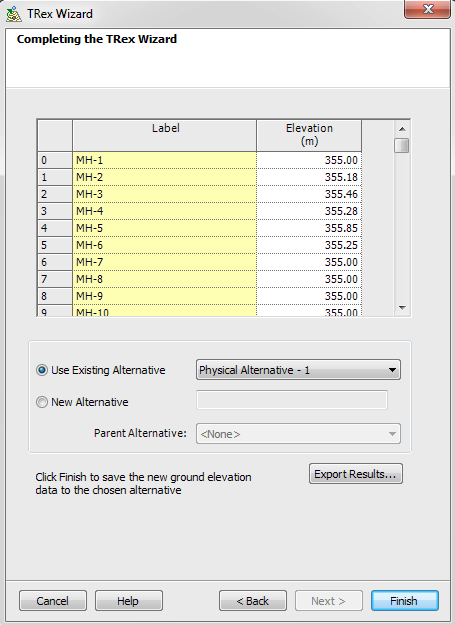 TRex Wizard
Completing the TRex Wizard
Label Elevation
(m)
0 MH-1 355.00
1 MH-2 355.18
2 MH-3 355.46
3 MH-4 355.28
4 MH-5 355.85
5 MH-6 355.25
6 MH-7 355.00
7 MH-8 355.00
8 MH-9 355.00
9 MH-10 355.00
Use Existing Alternative Physical Alternative - 1
New Alternative
Parent Alternative: <None>
Click Finish to save the new ground elevation
data to the chosen alternative
Export Results...
Cancel Help < Back Next > Finish